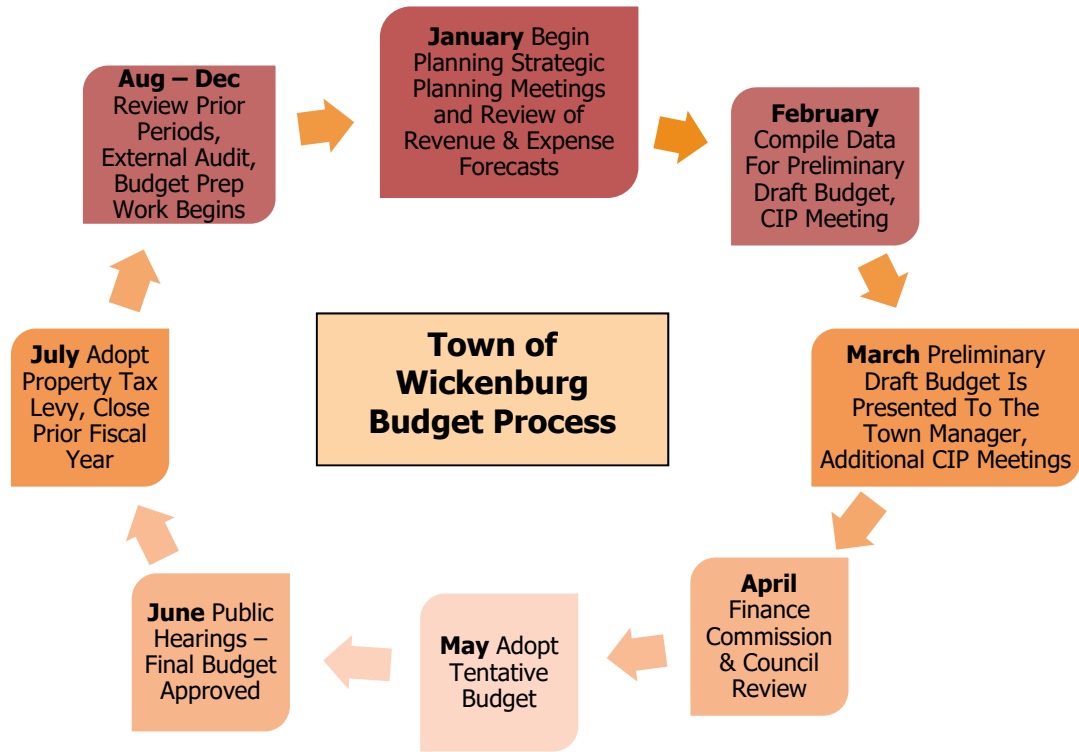 January Begin
Planning Strategic
Planning Meetings
and Review of
Revenue & Expense
Forecasts
February
Compile Data
For Preliminary
Draft Budget,
CIP Meeting
March Preliminary
Draft Budget Is
Presented To The
Town Manager,
Additional CIP Meetings
April
Finance
Commission
& Council
Review
May Adopt
Tentative
Budget
June Public
Hearings –
Final Budget
Approved
July Adopt
Property Tax
Levy, Close
Prior Fiscal
Year
Aug – Dec
Review Prior
Periods,
External Audit,
Budget Prep
Work Begins
Town of
Wickenburg
Budget Process